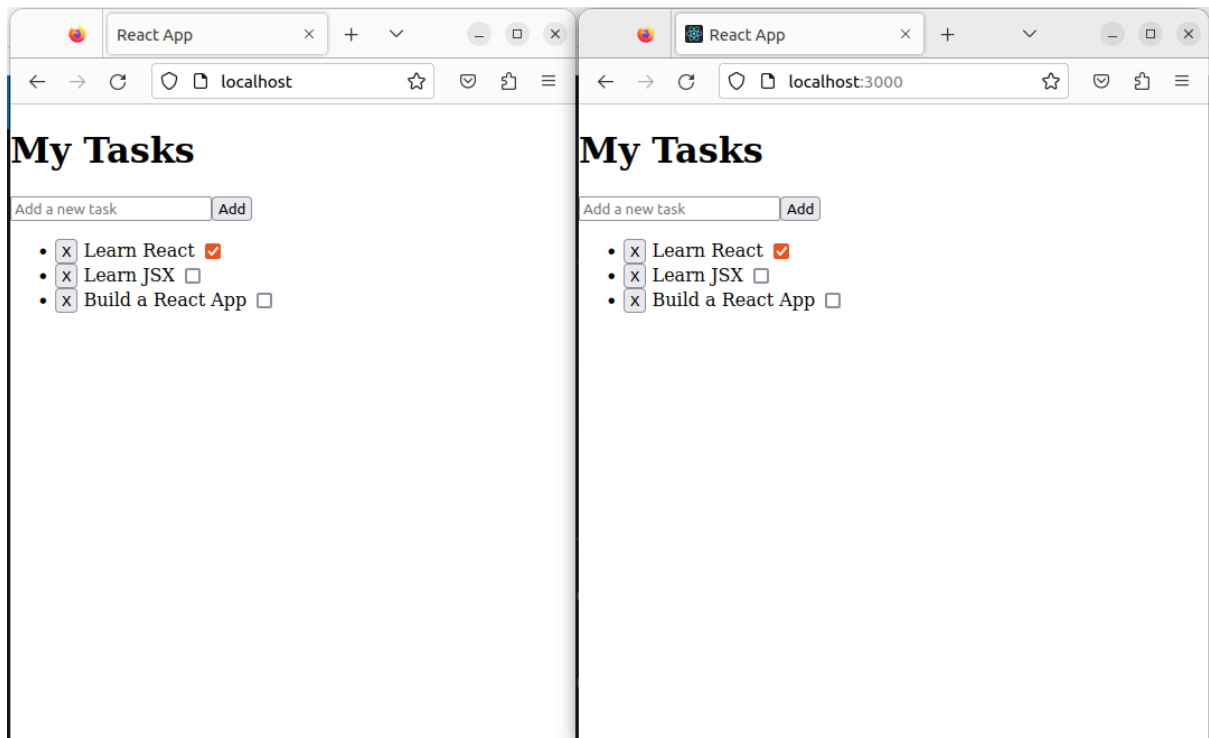 React App
localhost
My Tasks
Add a new task Add
x Learn React
x Learn JSX
x Build a React App
React App
localhost:3000
My Tasks
Add a new task Add
x Learn React
x Learn JSX
x Build a React App